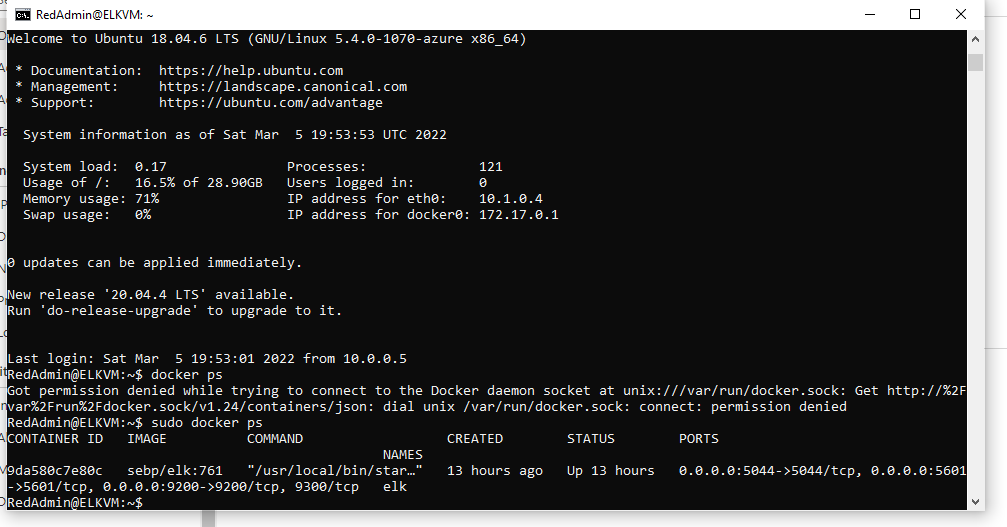 RedAdmin@ELKVM: ~
Welcome to Ubuntu 18.04.6 LTS (GNU/Linux 5.4.0-1070-azure x86_64)
* Documentation:  https://help.ubuntu.com
* Management:     https://landscape.canonical.com
* Support:        https://ubuntu.com/advantage
System information as of Sat Mar  5 19:53:53 UTC 2022
System load:  0.17               Processes:              121
Usage of /:   16.5% of 28.90GB   Users logged in:        0
Memory usage: 71%                IP address for eth0:    10.1.0.4
Swap usage:   0%                 IP address for docker0: 172.17.0.1
0 updates can be applied immediately.
New release '20.04.4 LTS' available.
Run 'do-release-upgrade' to upgrade to it.
Last login: Sat Mar  5 19:53:01 2022 from 10.0.0.5
RedAdmin@ELKVM:~$ docker ps
Got permission denied while trying to connect to the Docker daemon socket at unix:///var/run/docker.sock: Get http://%2F
var%2Frun%2Fdocker.sock/v1.24/containers/json: dial unix /var/run/docker.sock: connect: permission denied
RedAdmin@ELKVM:~$ sudo docker ps
CONTAINER ID   IMAGE          COMMAND                  CREATED        STATUS        PORTS
NAMES
9da580c7e80c   sebp/elk:761   "/usr/local/bin/star…"   13 hours ago   Up 13 hours   0.0.0.0:5044->5044/tcp, 0.0.0.0:5601
->5601/tcp, 0.0.0.0:9200->9200/tcp, 9300/tcp   elk
RedAdmin@ELKVM:~$